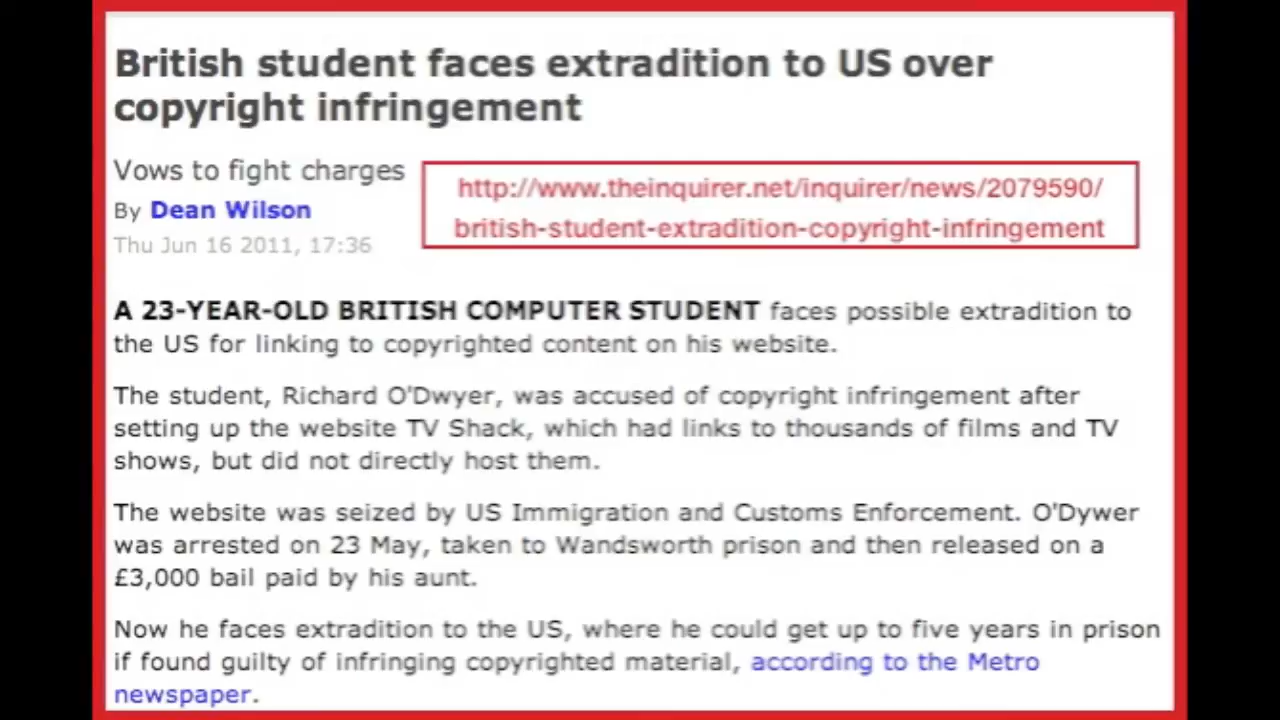 British student faces extradition to US over
copyright infringement
Vows to fight charges
By Dean Wilson
Thu Jun 16 2011, 17:36
http://www.theinquirer.net/inquirer/news/2079590/
british-student-extradition-copyright-infringement
A 23-YEAR-OLD BRITISH COMPUTER STUDENT faces possible extradition to
the US for linking to copyrighted content on his website.
The student, Richard O'Dwyer, was accused of copyright infringement after
setting up the website TV Shack, which had links to thousands of films and TV
shows, but did not directly host them.
The website was seized by US Immigration and Customs Enforcement. O'Dywer
was arrested on 23 May, taken to Wandsworth prison and then released on a
£3,000 bail paid by his aunt.
Now he faces extradition to the US, where he could get up to five years in prison
if found guilty of infringing copyrighted material, according to the Metro
newspaper.